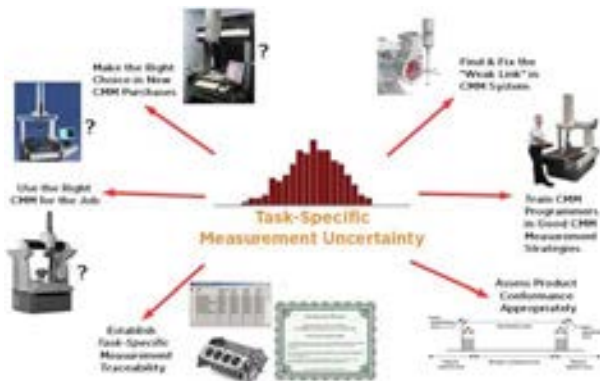 Make the Right
Choice in New
CMM Purchases
?
Find & Fix the
"Weak Link" in
CMM System
?
Use the Right
CMM for the Job
?
Task-Specific
Measurement Uncertainty
Train CMM
Programmers
in Good CMM
Measurement
Strategies
Establish
Task-Specific
Measurement
Traceability
Assess Product
Conformance
Appropriately